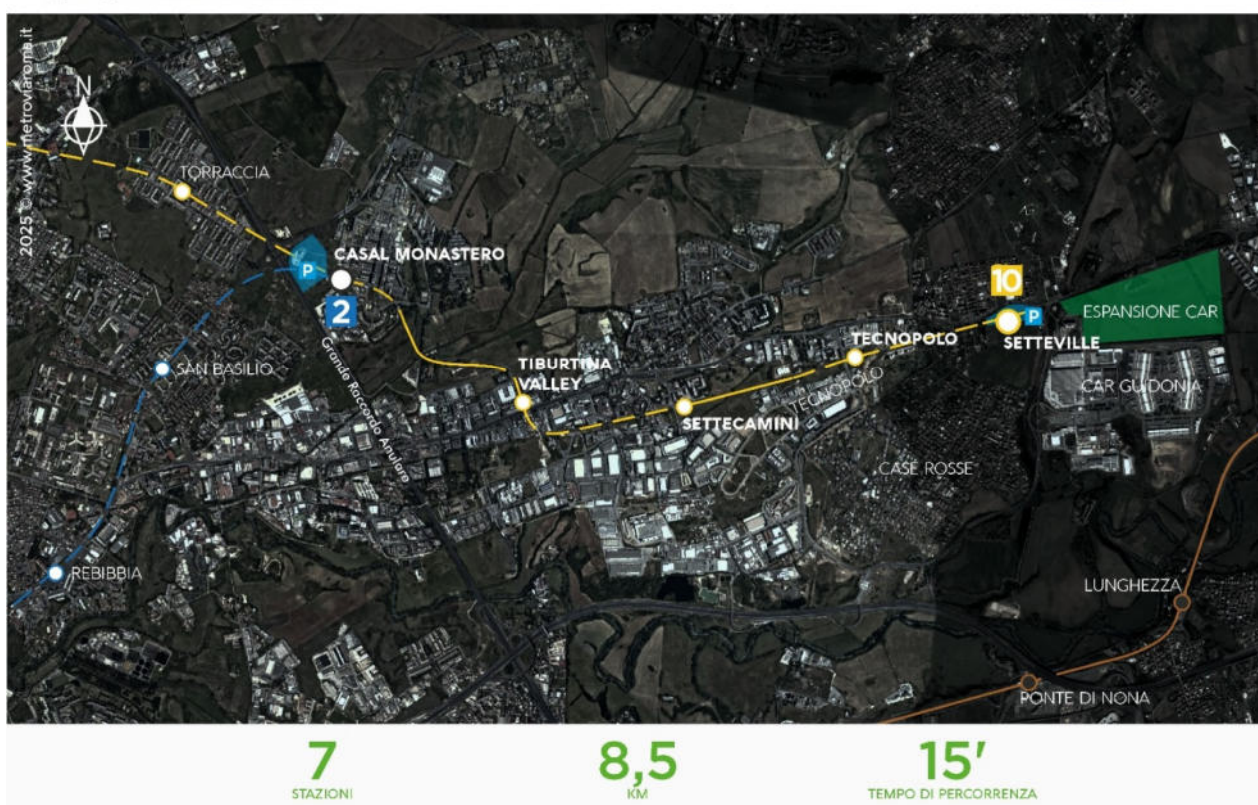 2025 © www.metroviaroma.it
N
TORRACCIA
P
CASAL MONASTERO
2
SAN BASILIO
Grande Raccordo Anulare
REBIBBIA
TIBURTINA
VALLEY
SETTECAMINI
TECNOPOLO
TECNOPOLO
10
P
SETTEVILLE
ESPANSIONE CAR
CAR GUIDONIA
CASE ROSSE
LUNGHEZZA
PONTE DI NONA
7
STAZIONI
8,5
KM
15'
TEMPO DI PERCORRENZA